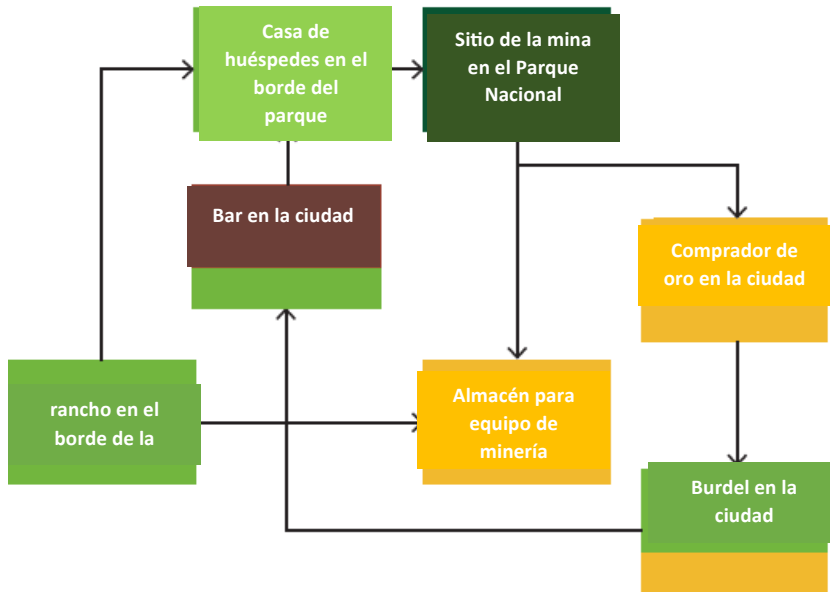 Casa de
huéspedes en el
borde del
parque
Sitio de la mina
en el Parque
Nacional
Bar en la ciudad
Comprador de
oro en la ciudad
rancho en el
borde de la
Almacén para
equipo de
minería
Burdel en la
ciudad